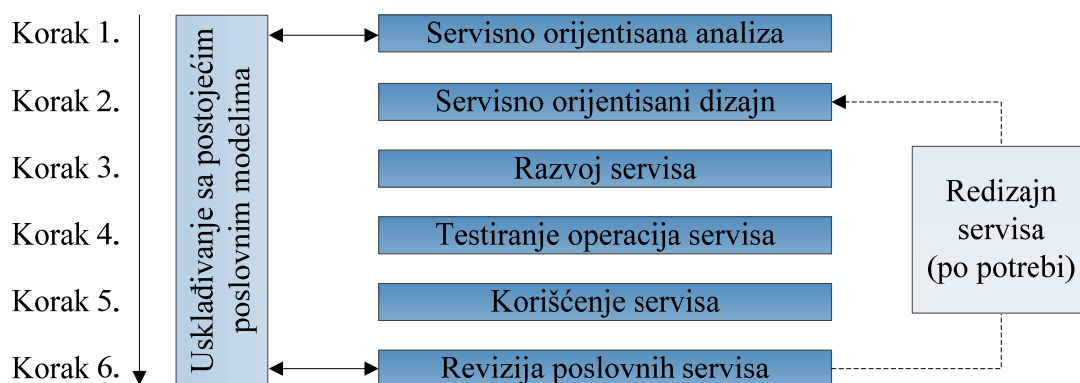 Korak 1.
Usklađivanje sa postojećim
poslovnim modelima
Servisno orijentisana analiza
Korak 2.
Servisno orijentisani dizajn
Korak 3.
Razvoj servisa
Korak 4.
Testiranje operacija servisa
Korak 5.
Korišćenje servisa
Korak 6.
Revizija poslovnih servisa
Redizajn
servisa
(po potrebi)